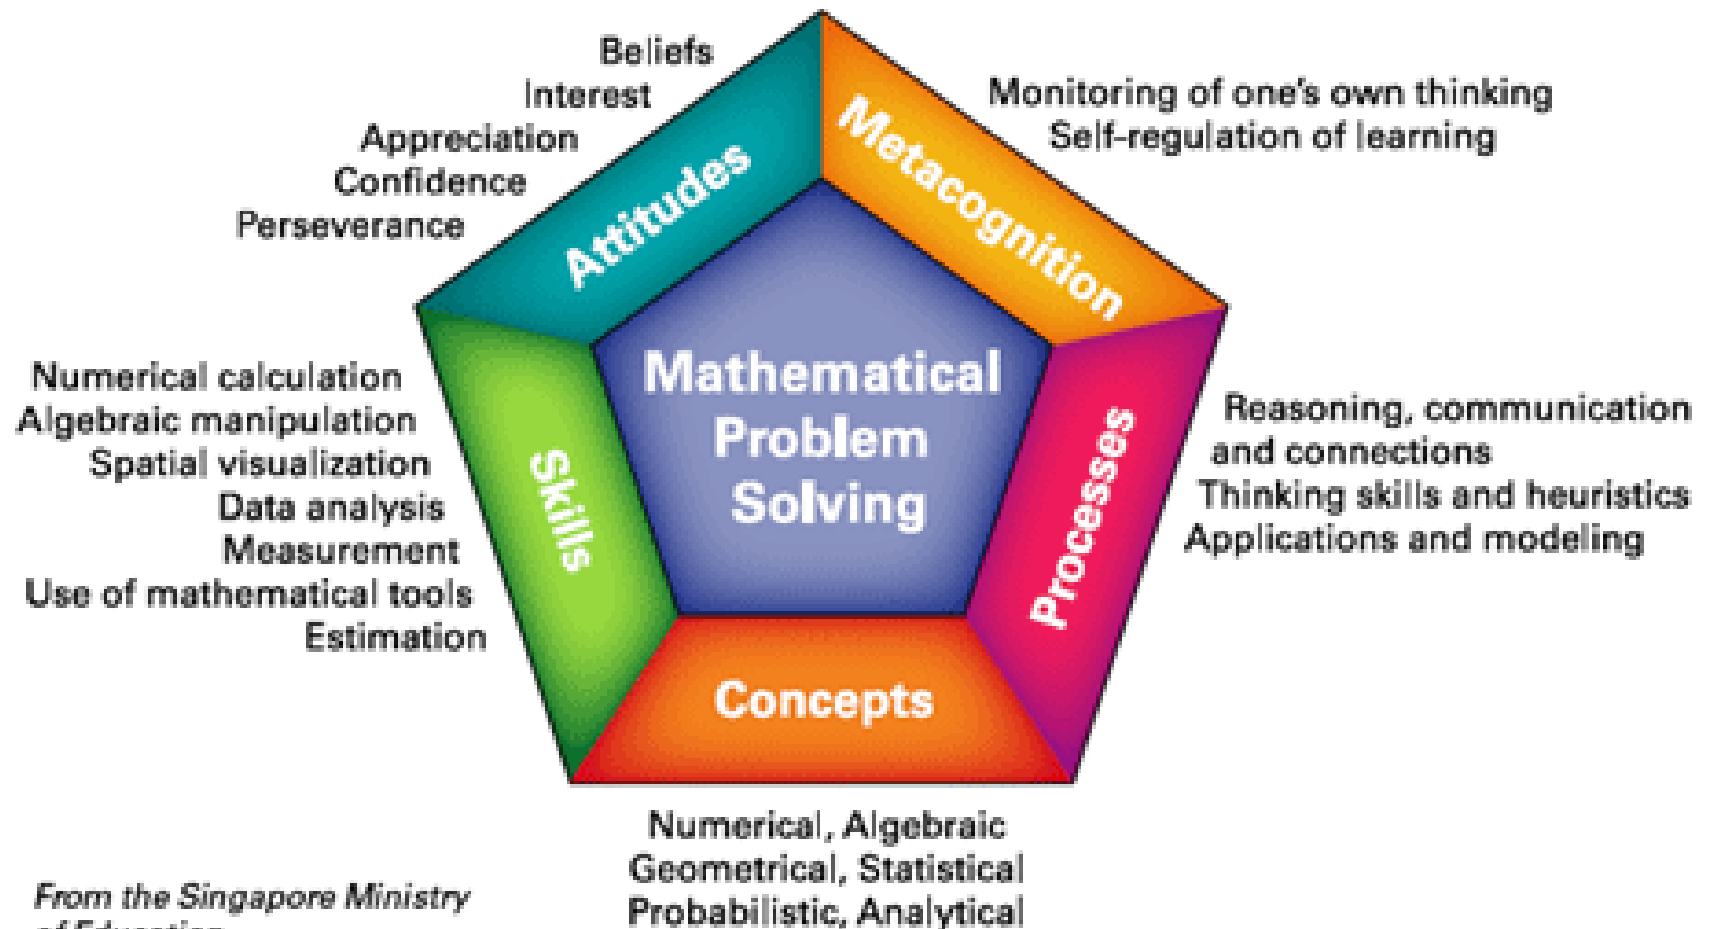 Beliefs
Interest
Appreciation
Confidence
Perseverance
Attitudes
Metacognition
Monitoring of one's own thinking
Self-regulation of learning
Numerical calculation
Algebraic manipulation
Spatial visualization
Data analysis
Measurement
Use of mathematical tools
Estimation
Skills
Mathematical
Problem
Solving
Processes
Reasoning, communication
and connections
Thinking skills and heuristics
Applications and modeling
Concepts
Numerical, Algebraic
Geometrical, Statistical
Probabilistic, Analytical
From the Singapore Ministry
of Education